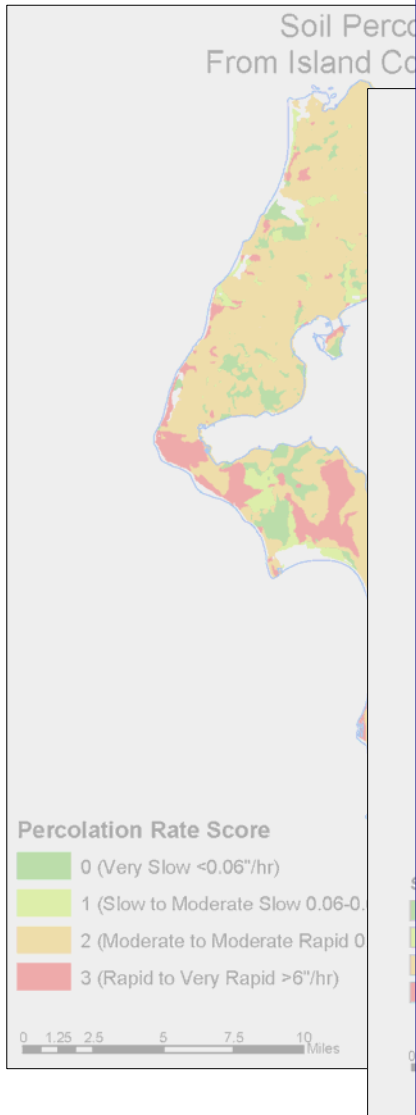 Soil Perco
From Island Co
Percolation Rate Score
0 (Very Slow <0.06"/hr)
1 (Slow to Moderate Slow 0.06-0.
2 (Moderate to Moderate Rapid 0
3 (Rapid to Very Rapid >6"/hr)
0 1.25 2.5 5 7.5 10
Miles
S
0